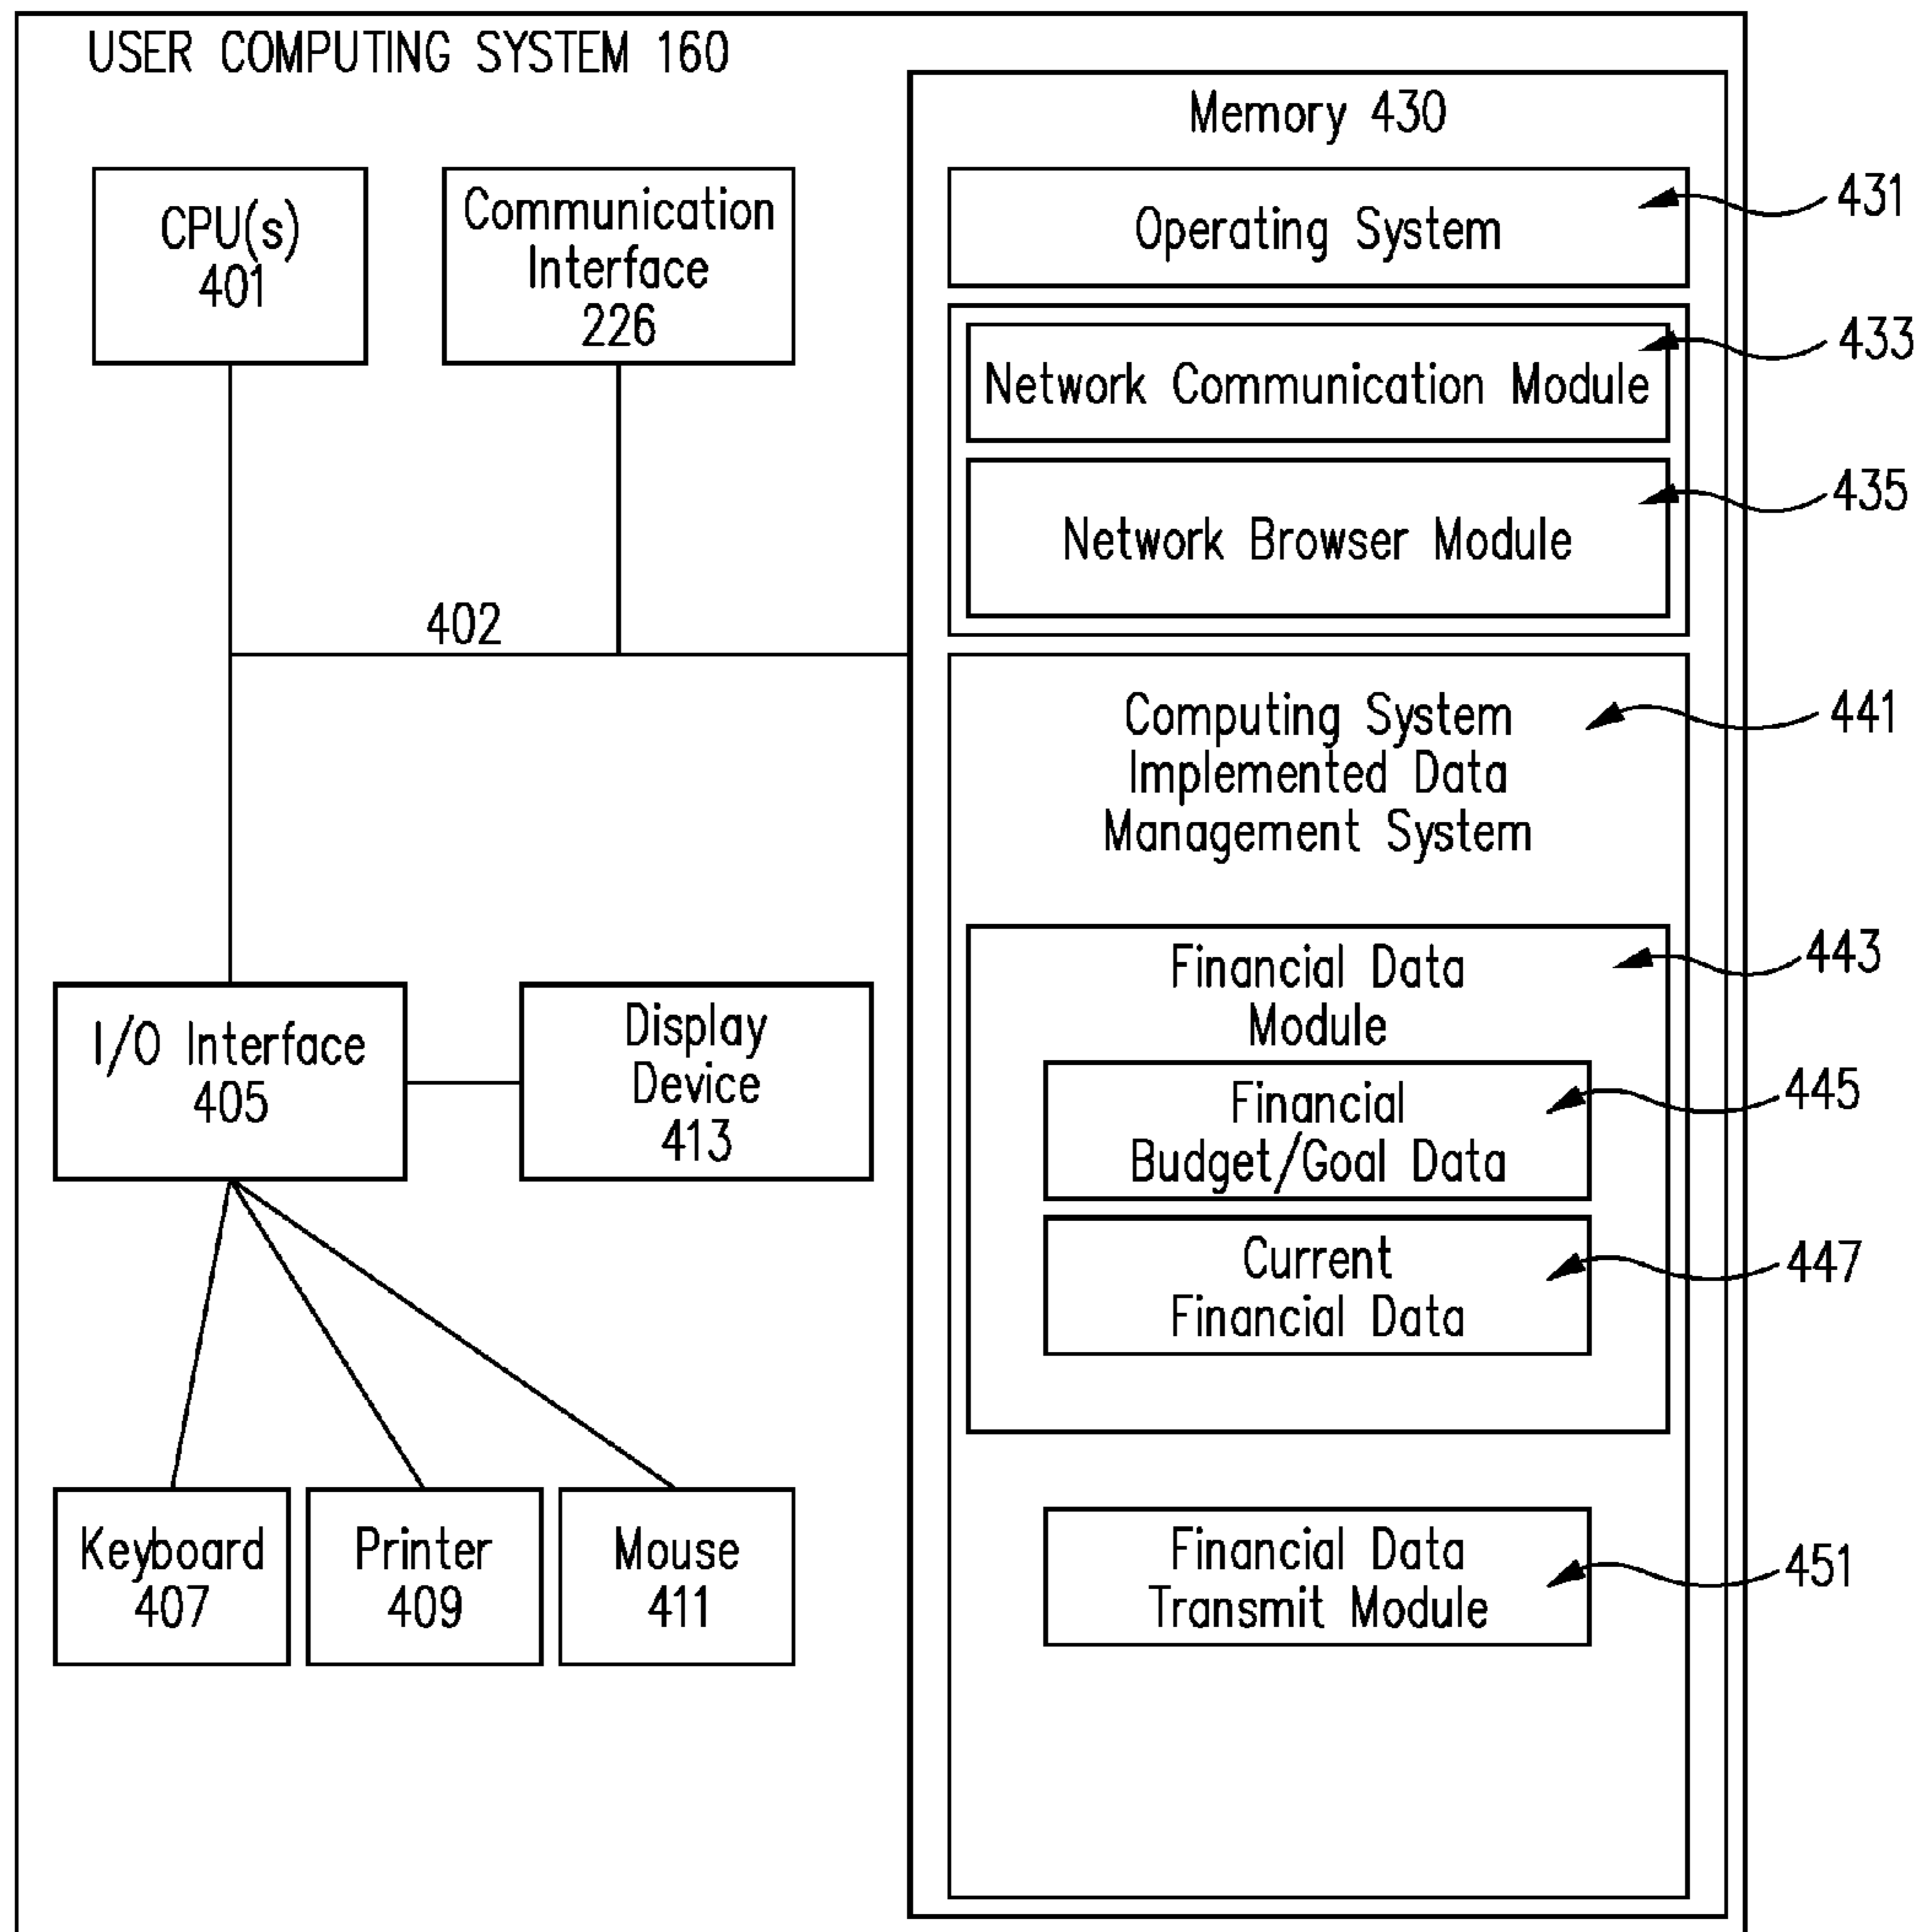 USER COMPUTING SYSTEM 160
CPU(s)
401
Communication
Interface
226
402
I/O Interface
405
Display
Device
413
Keyboard
407
Printer
409
Mouse
411
Memory 430
Operating System
431
Network Communication Module
433
Network Browser Module
435
Computing System
Implemented Data
Management System
441
Financial Data
Module
443
Financial
Budget/Goal Data
445
Current
Financial Data
447
Financial Data
Transmit Module
451